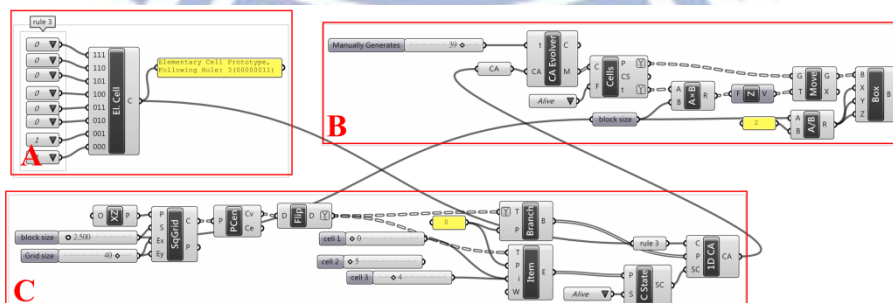 rule 3
0
0
0
0
0
0
1
111
110
101
100
011
010
001
000
El. Cell
C
Elementary Cell Prototype,
Following Rule: 3(00000011)
A
Manually Generates
39
t
CA
CA Evolver
C
M
CA
Alive
C
F
Cells
P
CS
t
block size
A
B
A×B
R
F
Z
V
G
T
Move
G
X
2
A
B
A/B
R
B
X
Y
Z
Box
B
B
O
XZ
P
block size
2.500
Grid size
40
P
S
Ex
Ey
SqGrid
C
P
P
PCen
Cv
Ce
D
Flip
D
cell 1
0
cell 2
5
cell 3
4
T
P
Branch
B
T
P
i
W
Item
E
Alive
P
S
C State
SC
rule 3
C
P
SC
1D CA
CA
C